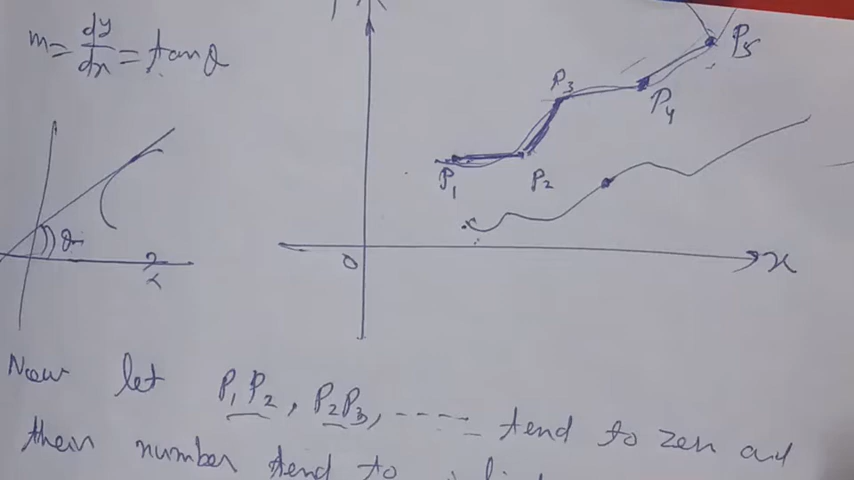 m = dy/dx = tan θ
P5
P3
P4
P1
P2
θ
x
0
x
Now let P1P2, P2P3, ----- tend to zero and
their number tend to